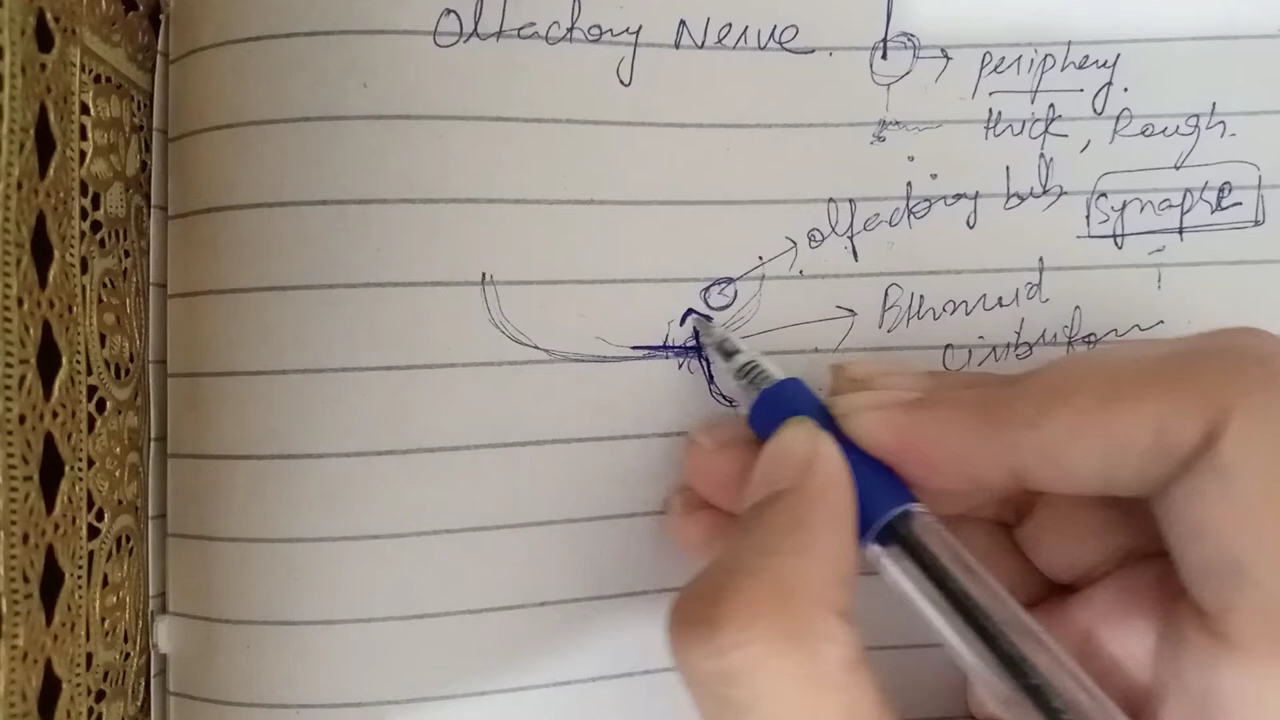 Olfactory Nerve.
periphery.
thick, Rough.
olfactory bulb
Synapse
Ethmoid